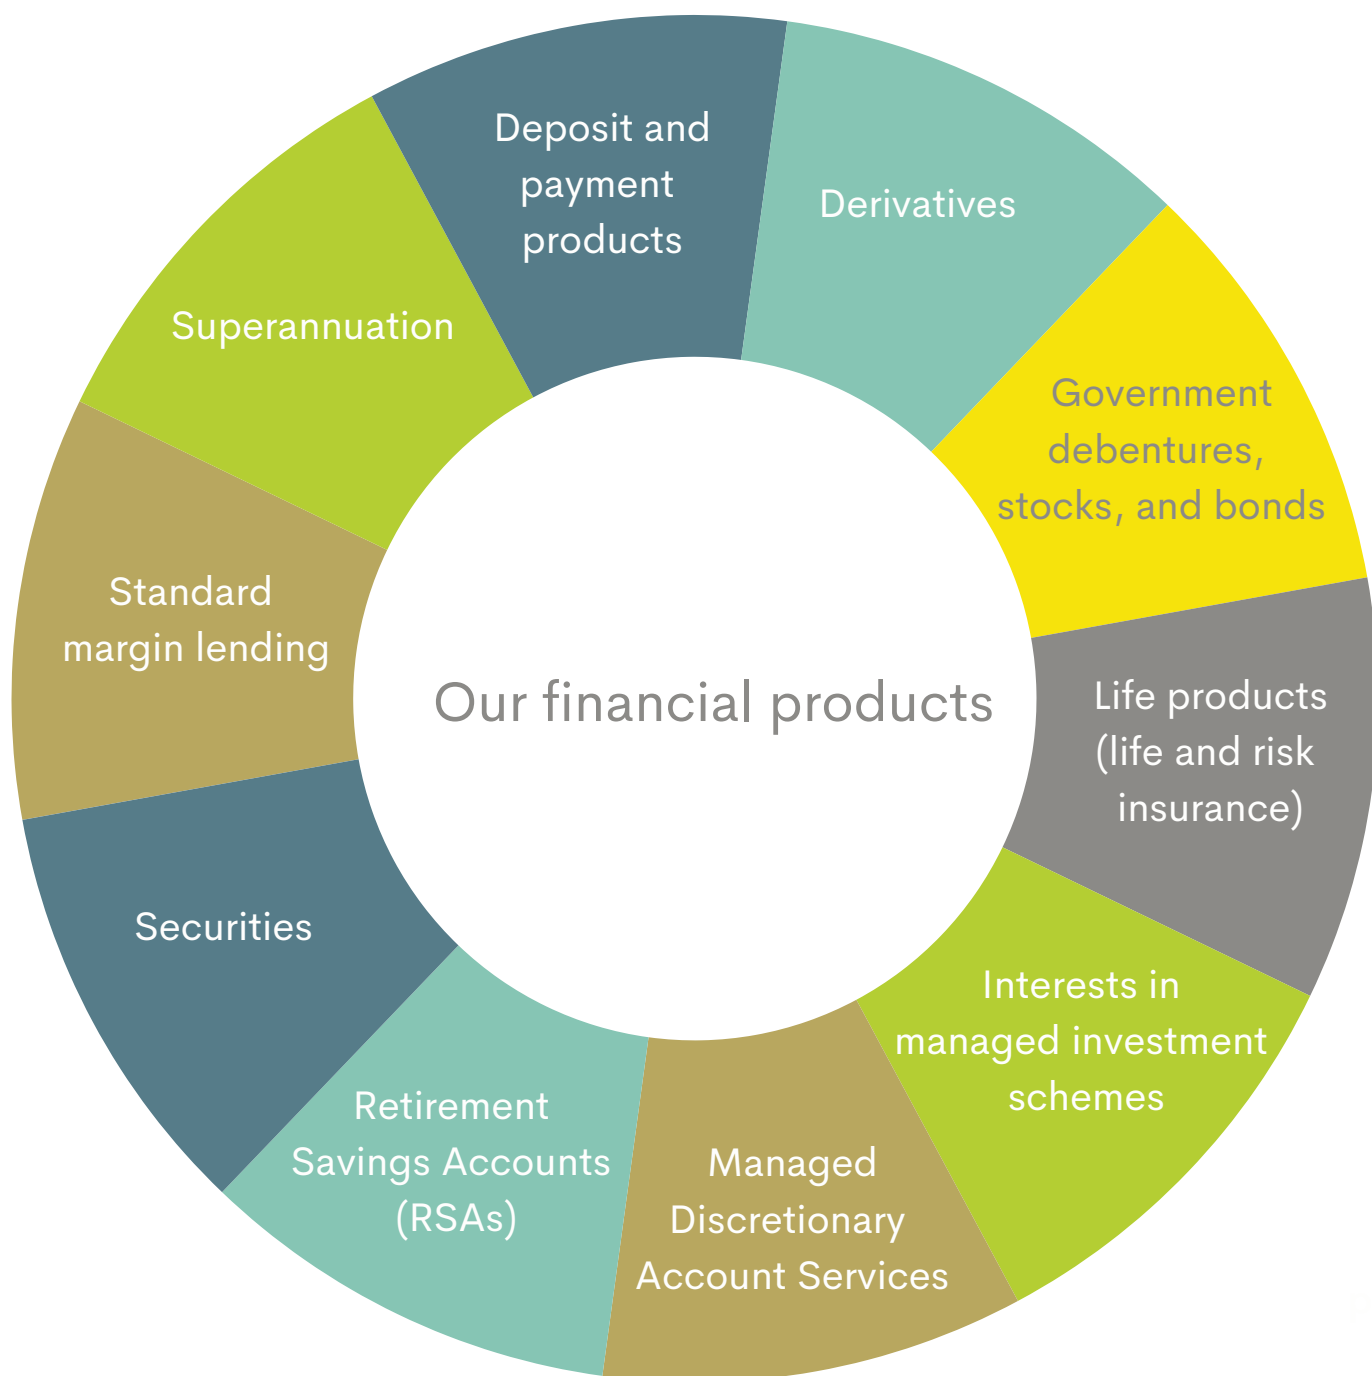 Deposit and
payment
products
Derivatives
Government
debentures,
stocks, and bonds
Life products
(life and risk
insurance)
Interests in
managed investment
schemes
Managed
Discretionary
Account Services
Retirement
Savings Accounts
(RSAs)
Securities
Standard
margin lending
Superannuation
Our financial products